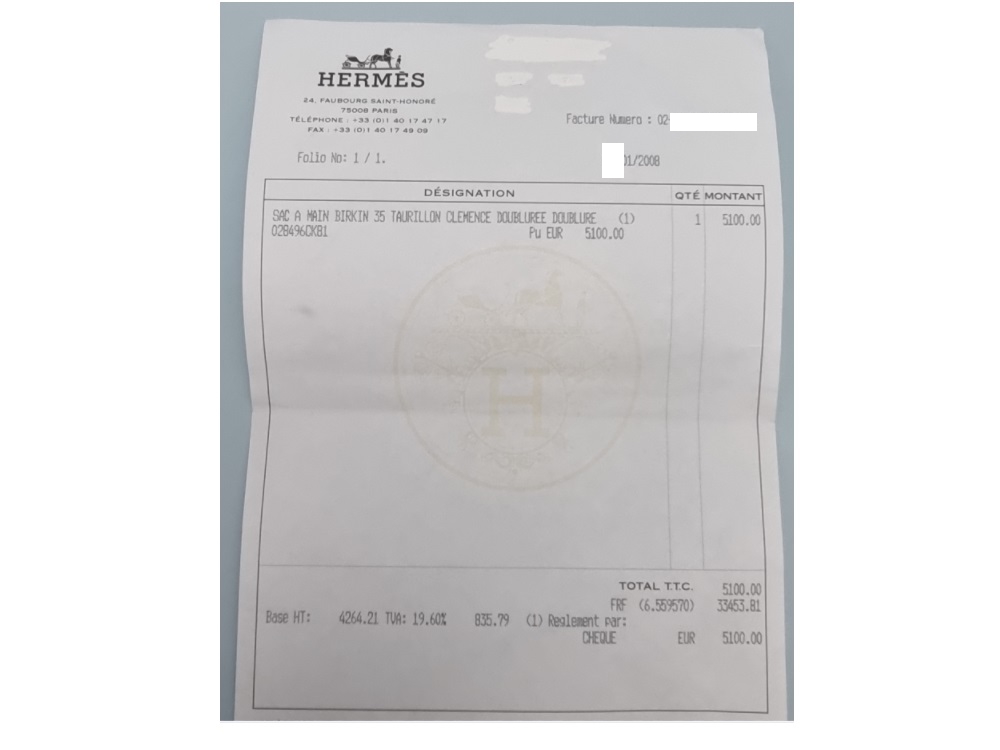 HERMÈS
24, FAUBOURG SAINT-HONORÉ
75008 PARIS
TÉLÉPHONE : +33 (0)1 40 17 47 17
FAX : +33 (0)1 40 17 49 09
Facture Numero : 02
Folio No: 1 / 1.
01/2008
DÉSIGNATION QTÉ MONTANT
SAC A MAIN BIRKIN 35 TAURILLON CLEMENCE DOUBLUREE DOUBLURE (1) 1 5100.00
028496CKB1 Pu EUR 5100.00
H
TOTAL T.T.C. 5100.00
FRF (6.559570) 33453.81
Base HT: 4264.21 TVA: 19.60% 835.79 (1) Reglement par:
CHEQUE EUR 5100.00